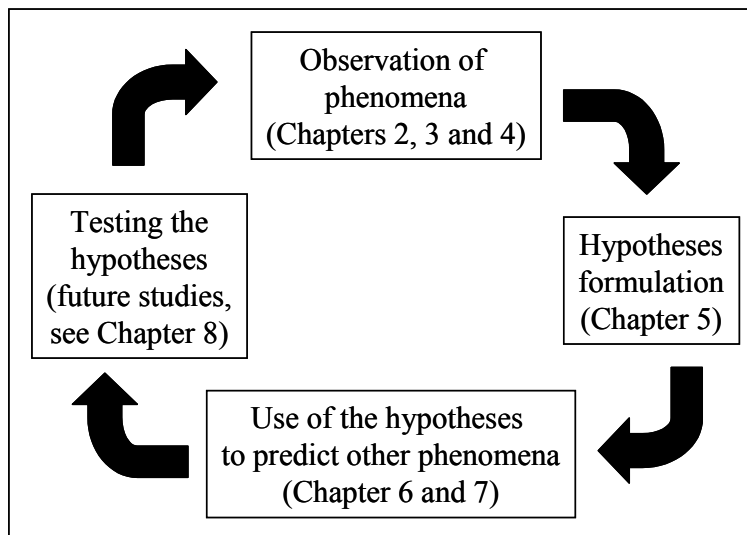 Observation of
phenomena
(Chapters 2, 3 and 4)
Hypotheses
formulation
(Chapter 5)
Use of the hypotheses
to predict other phenomena
(Chapter 6 and 7)
Testing the
hypotheses
(future studies,
see Chapter 8)